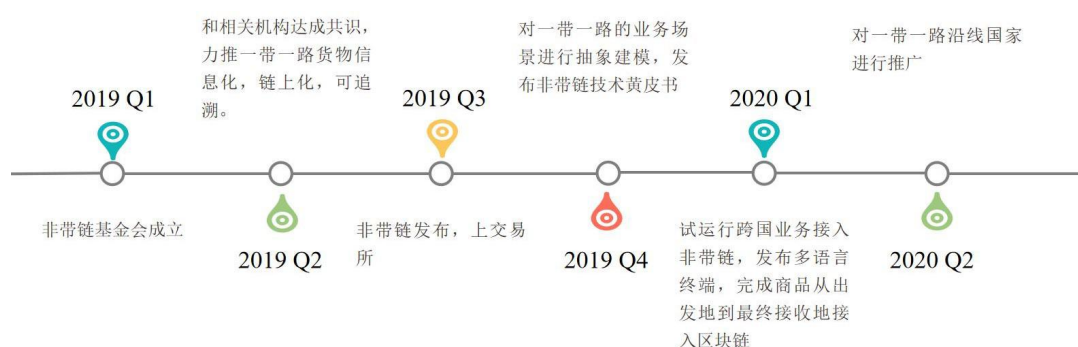 2019 Q1
非带链基金会成立
和相关机构达成共识，
力推一带一路货物信
息化，链上化，可追
溯。
2019 Q2
2019 Q3
非带链发布，上交易
所
对一带一路的业务场
景进行抽象建模，发
布非带链技术黄皮书
2019 Q4
2020 Q1
试运行跨国业务接入
非带链，发布多语言
终端，完成商品从出
发地到最终接收地接
入区块链
对一带一路沿线国家
进行推广
2020 Q2